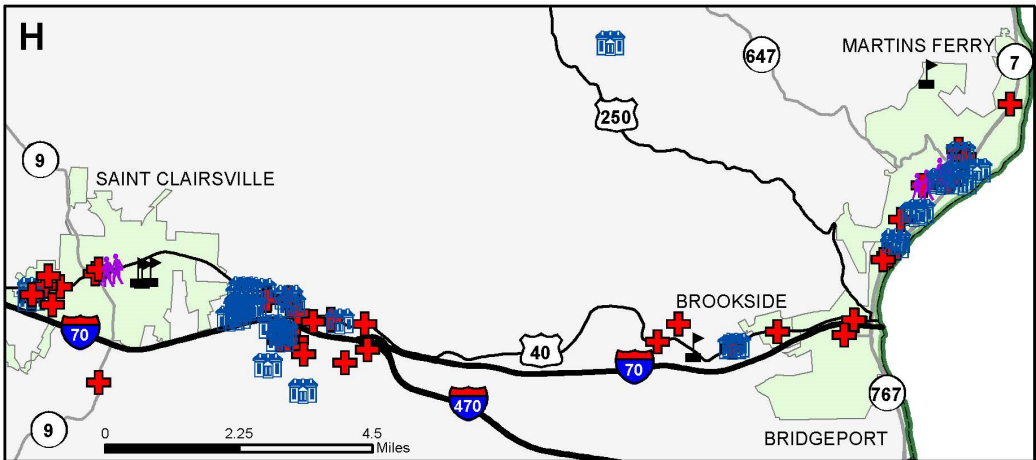 H
MARTINS FERRY
647
7
250
9
SAINT CLAIRSVILLE
BROOKSIDE
70
40
70
470
767
9
0 2.25 4.5
Miles
BRIDGEPORT